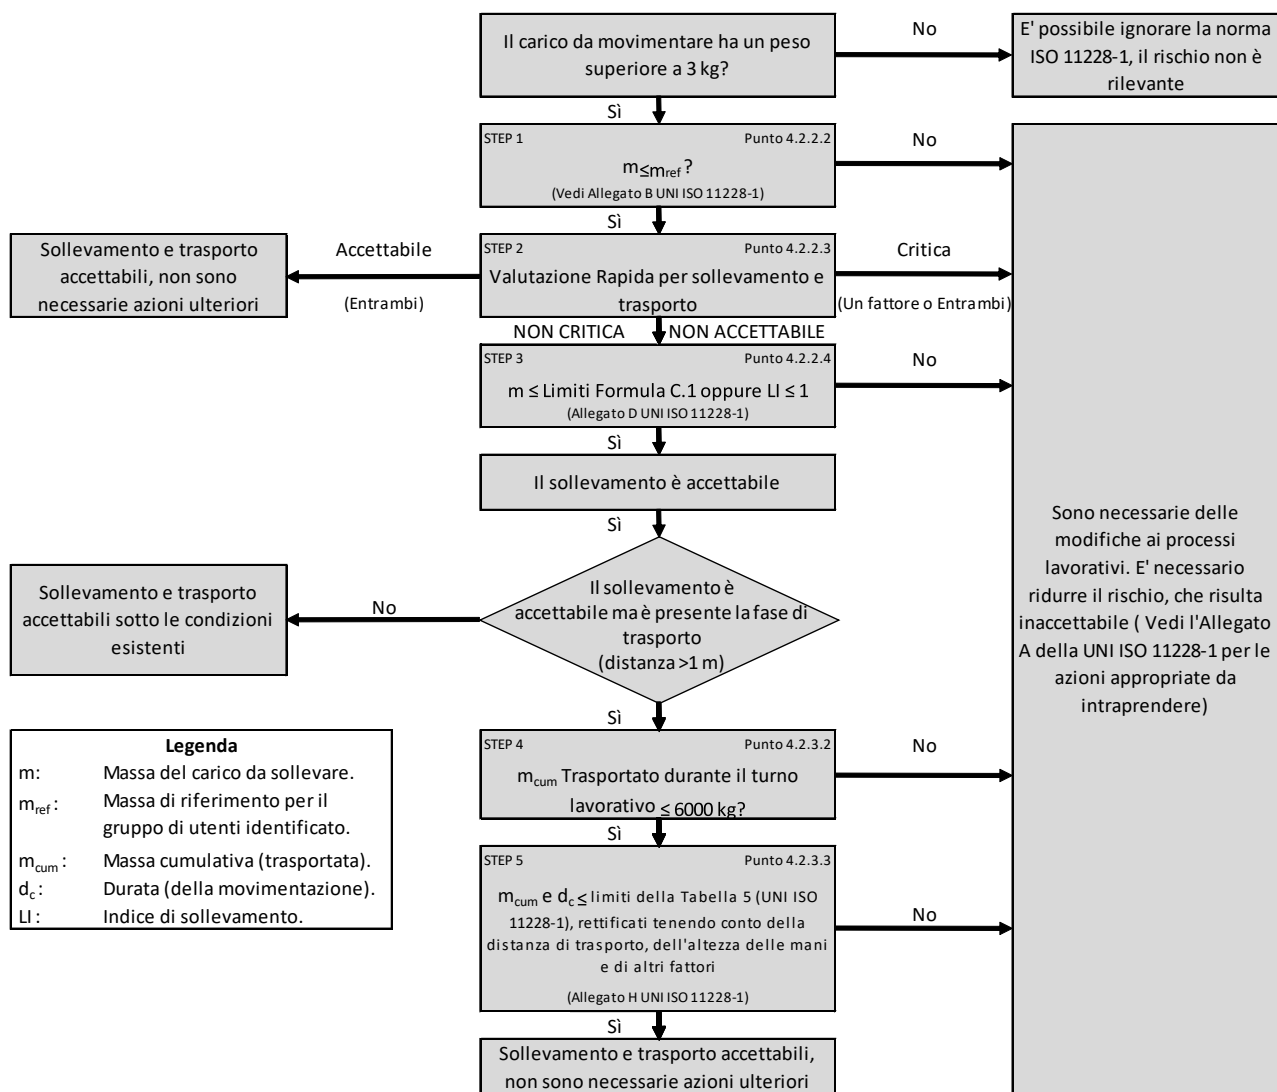 Il carico da movimentare ha un peso
superiore a 3 kg?
No
E' possibile ignorare la norma
ISO 11228-1, il rischio non è
rilevante
Sì
STEP 1
Punto 4.2.2.2
m≤mref ?
(Vedi Allegato B UNI ISO 11228-1)
No
Sì
STEP 2
Punto 4.2.2.3
Valutazione Rapida per sollevamento e
trasporto
Accettabile
(Entrambi)
Sollevamento e trasporto
accettabili, non sono
necessarie azioni ulteriori
Critica
(Un fattore o Entrambi)
NON CRITICA
NON ACCETTABILE
STEP 3
Punto 4.2.2.4
m ≤ Limiti Formula C.1 oppure LI ≤ 1
(Allegato D UNI ISO 11228-1)
No
Sì
Il sollevamento è accettabile
Sì
Il sollevamento è
accettabile ma è presente la fase di
trasporto
(distanza >1 m)
No
Sollevamento e trasporto
accettabili sotto le condizioni
esistenti
Sono necessarie delle
modifiche ai processi
lavorativi. E' necessario
ridurre il rischio, che risulta
inaccettabile ( Vedi l'Allegato
A della UNI ISO 11228-1 per le
azioni appropriate da
intraprendere)
Sì
STEP 4
Punto 4.2.3.2
mcum Trasportato durante il turno
lavorativo ≤ 6000 kg?
No
Sì
STEP 5
Punto 4.2.3.3
mcum e dc ≤ limiti della Tabella 5 (UNI ISO
11228-1), rettificati tenendo conto della
distanza di trasporto, dell'altezza delle mani
e di altri fattori
(Allegato H UNI ISO 11228-1)
No
Sì
Sollevamento e trasporto accettabili,
non sono necessarie azioni ulteriori
Legenda
m: Massa del carico da sollevare.
mref : Massa di riferimento per il
gruppo di utenti identificato.
mcum : Massa cumulativa (trasportata).
dc : Durata (della movimentazione).
LI : Indice di sollevamento.